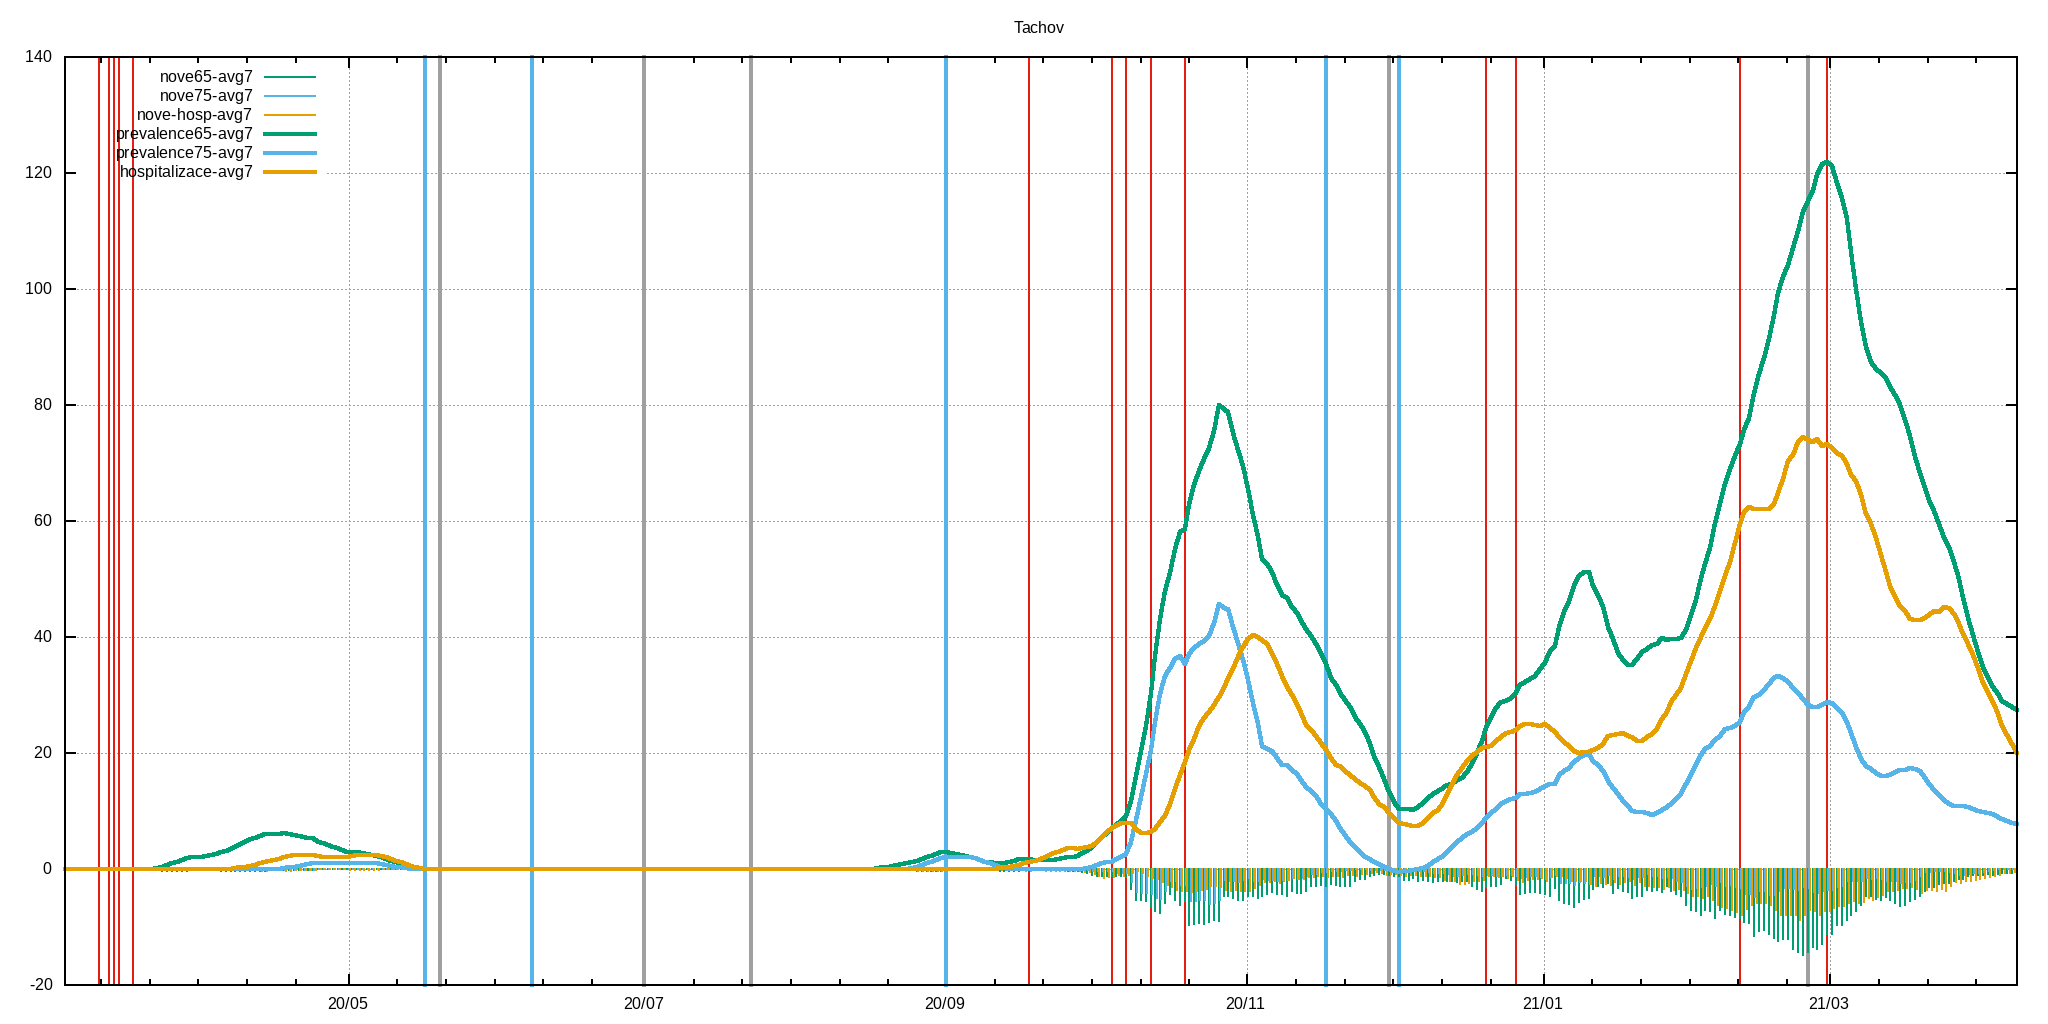 Tachov
140
120
100
80
60
40
20
0
-20
nove65-avg7
nove75-avg7
nove-hosp-avg7
prevalence65-avg7
prevalence75-avg7
hospitalizace-avg7
20/05 20/07 20/09 20/11 21/01 21/03